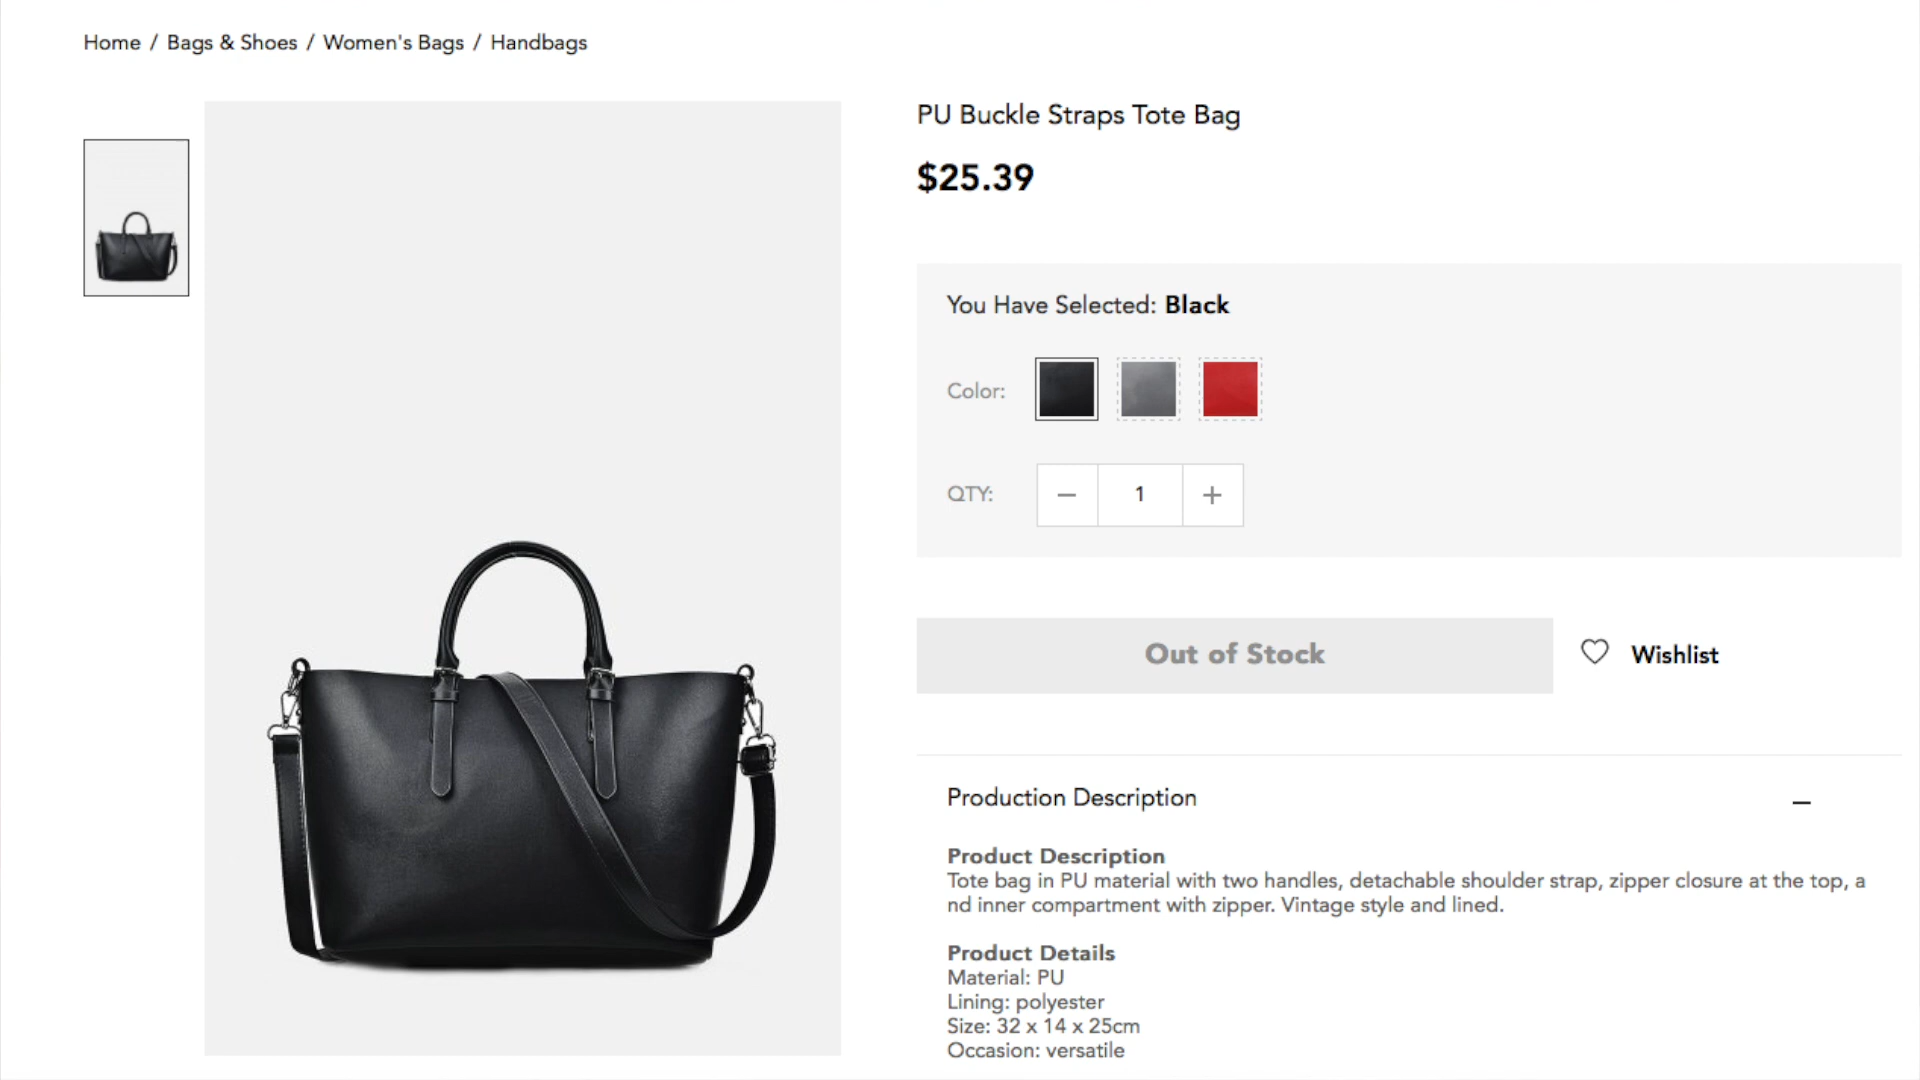 Home / Bags & Shoes / Women's Bags / Handbags
PU Buckle Straps Tote Bag
$25.39
You Have Selected: Black
Color:
QTY:
1
Out of Stock
Wishlist
Production Description
Product Description
Tote bag in PU material with two handles, detachable shoulder strap, zipper closure at the top, a
nd inner compartment with zipper. Vintage style and lined.
Product Details
Material: PU
Lining: polyester
Size: 32 x 14 x 25cm
Occasion: versatile